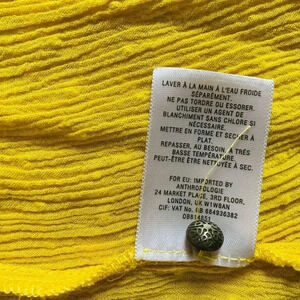 LAVER À LA MAIN À L'EAU FROIDE
SÉPARÉMENT.
NE PAS TORDRE OU ESSORER.
UTILISER UN AGENT DE
BLANCHIMENT SANS CHLORE SI
NÉCESSAIRE.
METTRE EN FORME ET SÉCHER À
PLAT.
REPASSER, AU BESOIN, À TRÈS
BASSE TEMPÉRATURE.
PEUT-ÊTRE ÊTRE NETTOYÉE À SEC.
FOR EU: IMPORTED BY
ANTHROPOLOGIE
24 MARKET PLACE, 3RD FLOOR,
LONDON, UK W1W8AN
CIF: VAT No. GB 684936382